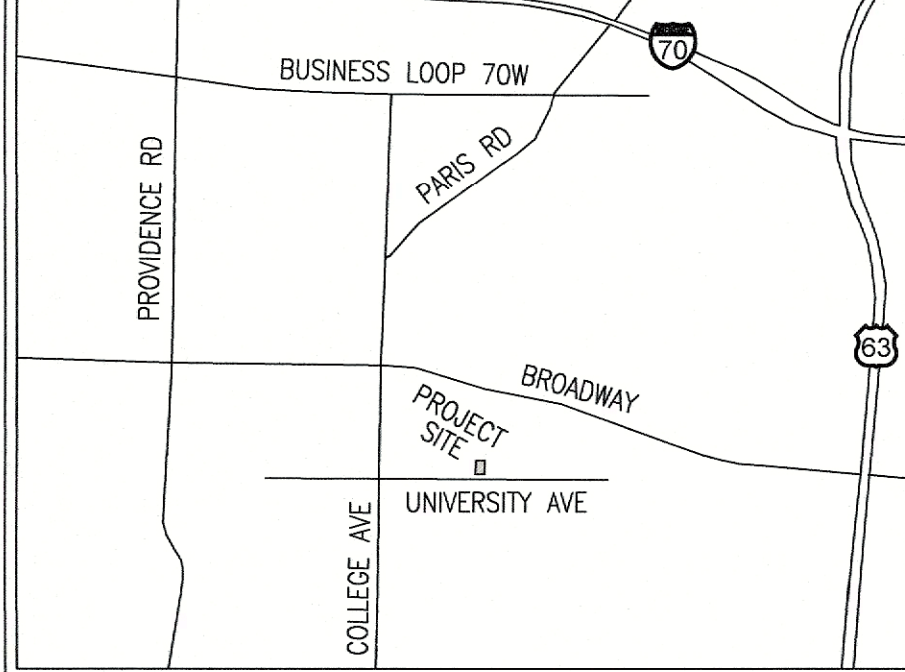 70
BUSINESS LOOP 70W
PARIS RD
PROVIDENCE RD
63
BROADWAY
PROJECT
SITE
UNIVERSITY AVE
COLLEGE AVE